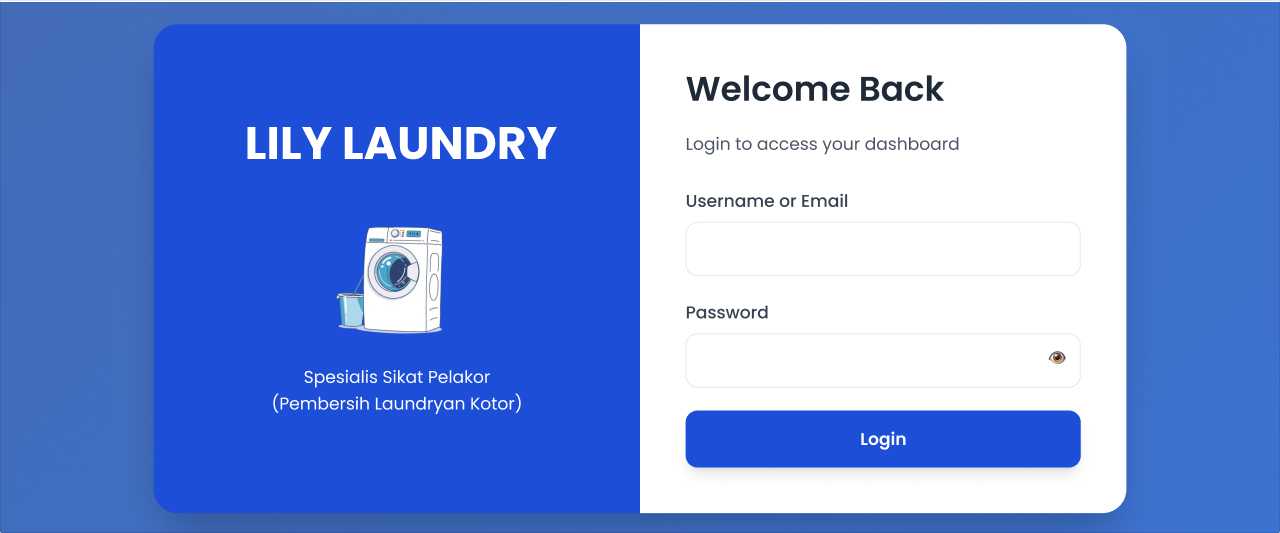 LILY LAUNDRY
Spesialis Sikat Pelakor
(Pembersih Laundryan Kotor)
Welcome Back
Login to access your dashboard
Username or Email
Password
Login